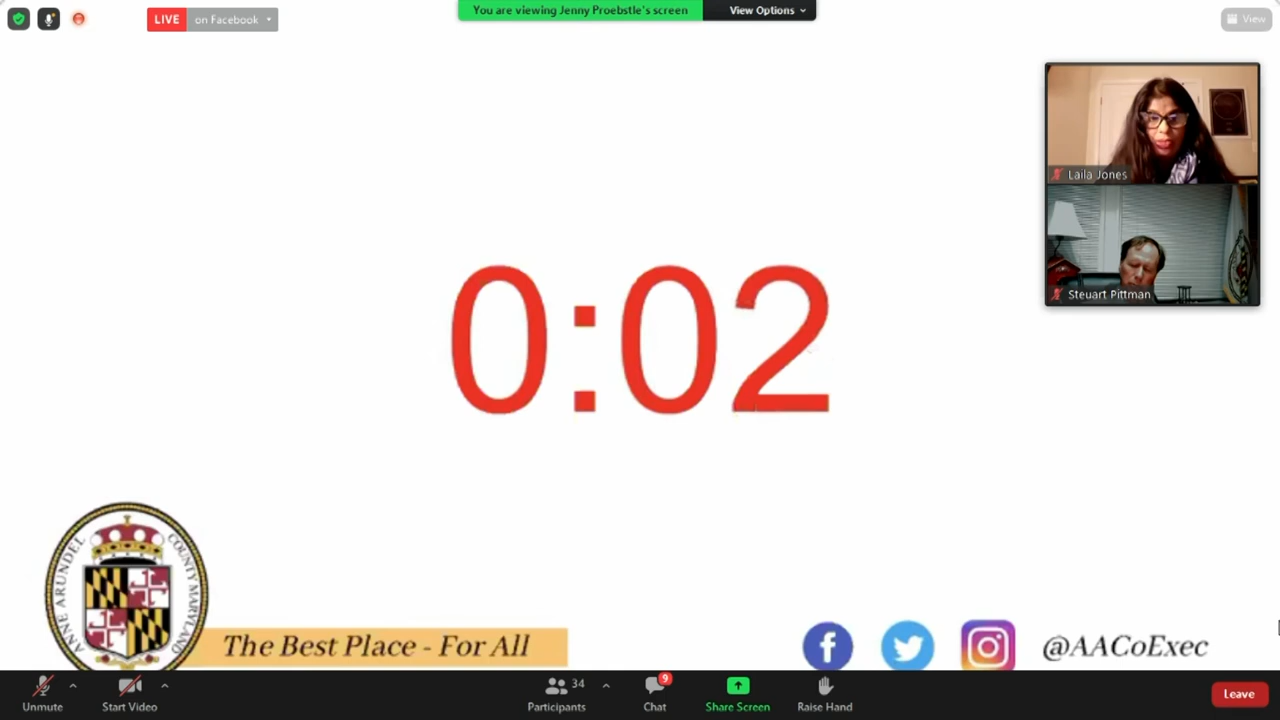 LIVE on Facebook
You are viewing Jenny Proebstle's screen
View Options
View
Laila Jones
Steuart Pittman
0:02
ANNE ARUNDEL
COUNTY MARYLAND
The Best Place - For All
@AACoExec
Unmute
Start Video
34
Participants
9
Chat
Share Screen
Raise Hand
Leave